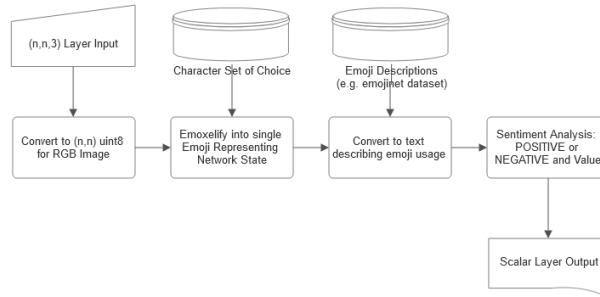 (n,n,3) Layer Input
Character Set of Choice
Emoji Descriptions
(e.g. emojinet dataset)
Convert to (n,n) uint8
for RGB Image
Emoxelify into single
Emoji Representing
Network State
Convert to text
describing emoji usage
Sentiment Analysis:
POSITIVE or
NEGATIVE and Value
Scalar Layer Output